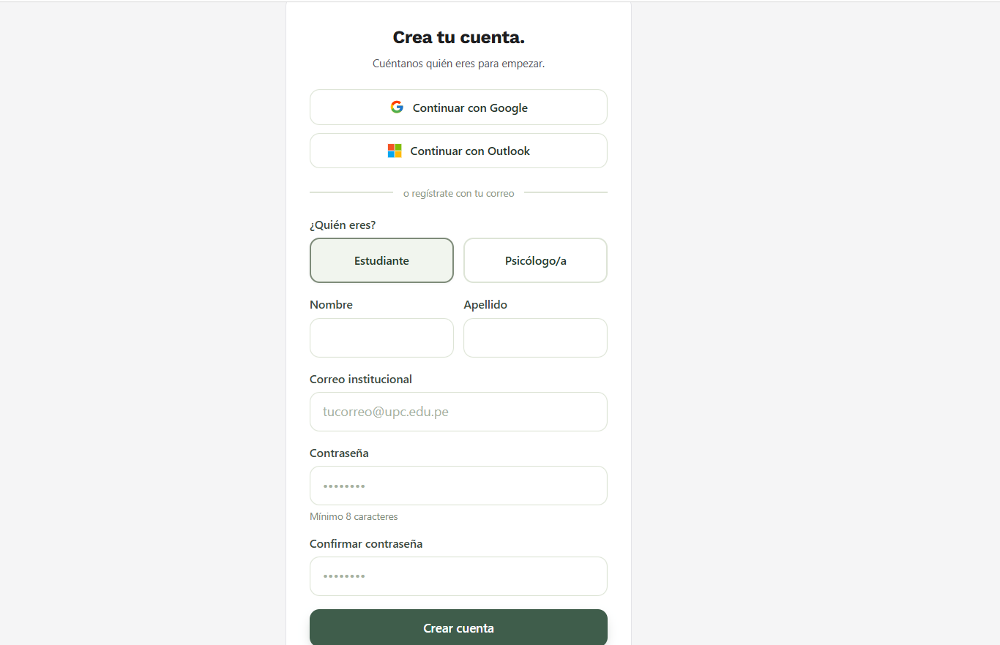 Crea tu cuenta.
Cuéntanos quién eres para empezar.
Continuar con Google
Continuar con Outlook
o regístrate con tu correo
¿Quién eres?
Estudiante
Psicólogo/a
Nombre
Apellido
Correo institucional
tucorreo@upc.edu.pe
Contraseña
••••••••
Mínimo 8 caracteres
Confirmar contraseña
••••••••
Crear cuenta